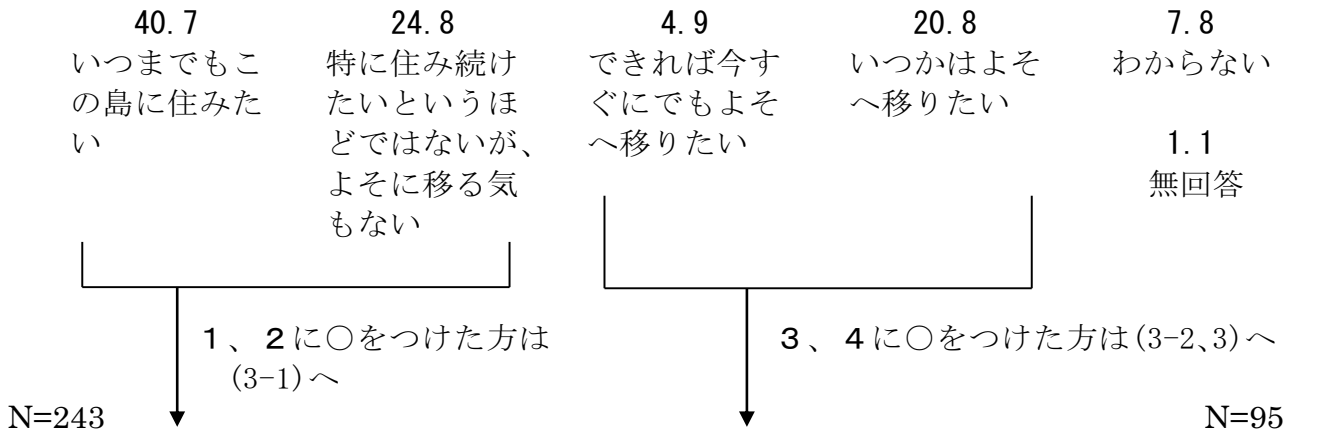 40.7
いつまでもこ
の島に住みた
い
24.8
特に住み続け
たいというほ
どではないが、
よそに移る気
もない
4.9
できれば今す
ぐにでもよそ
へ移りたい
20.8
いつかはよそ
へ移りたい
7.8
わからない
1.1
無回答
1、2に○をつけた方は
(3-1)へ
3、4に○をつけた方は(3-2、3)へ
N=243
N=95